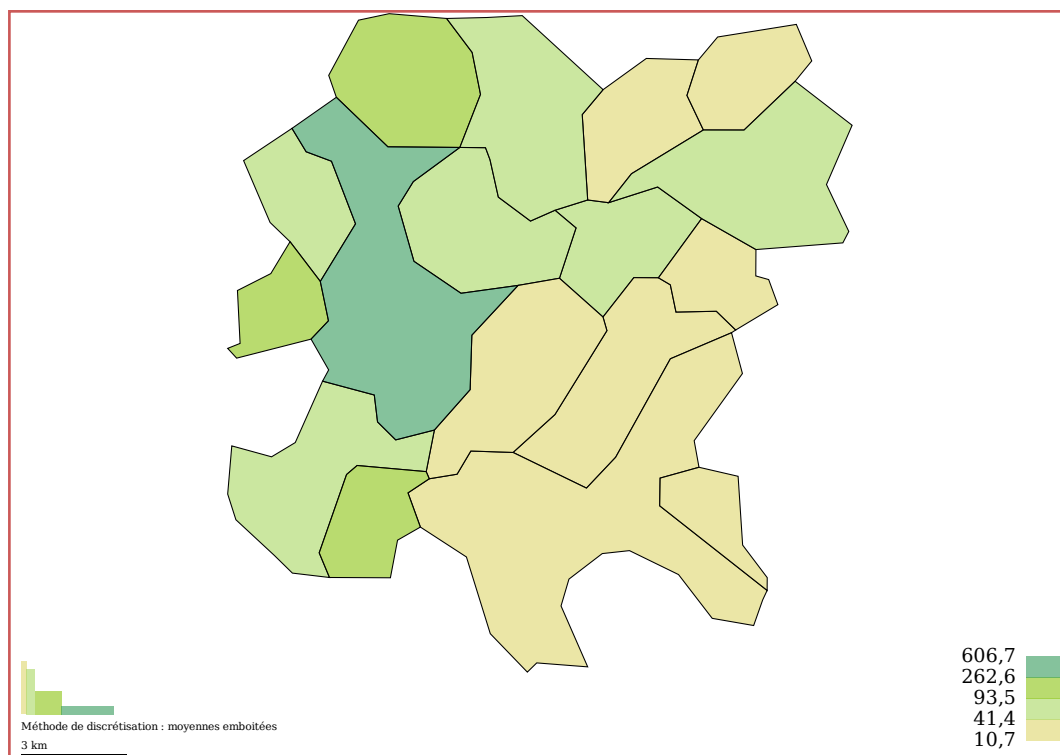 606,7
262,6
93,5
41,4
10,7
Méthode de discrétisation : moyennes emboitées
3 km